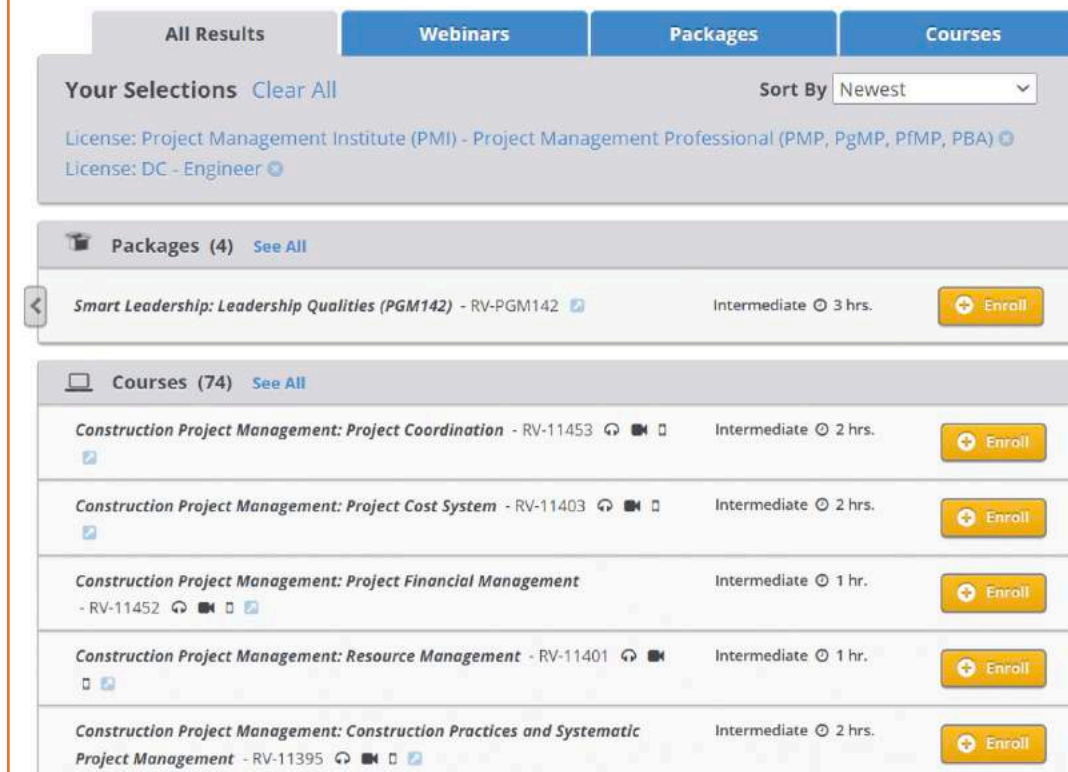 All Results Webinars Packages Courses
Your Selections Clear All Sort By Newest
License: Project Management Institute (PMI) - Project Management Professional (PMP, PgMP, PfMP, PBA)
License: DC - Engineer
Packages (4) See All
Smart Leadership: Leadership Qualities (PGM142) - RV-PGM142 Intermediate 3 hrs. Enroll
Courses (74) See All
Construction Project Management: Project Coordination - RV-11453 Intermediate 2 hrs. Enroll
Construction Project Management: Project Cost System - RV-11403 Intermediate 2 hrs. Enroll
Construction Project Management: Project Financial Management Intermediate 1 hr. Enroll
- RV-11452
Construction Project Management: Resource Management - RV-11401 Intermediate 1 hr. Enroll
Construction Project Management: Construction Practices and Systematic Intermediate 2 hrs. Enroll
Project Management - RV-11395